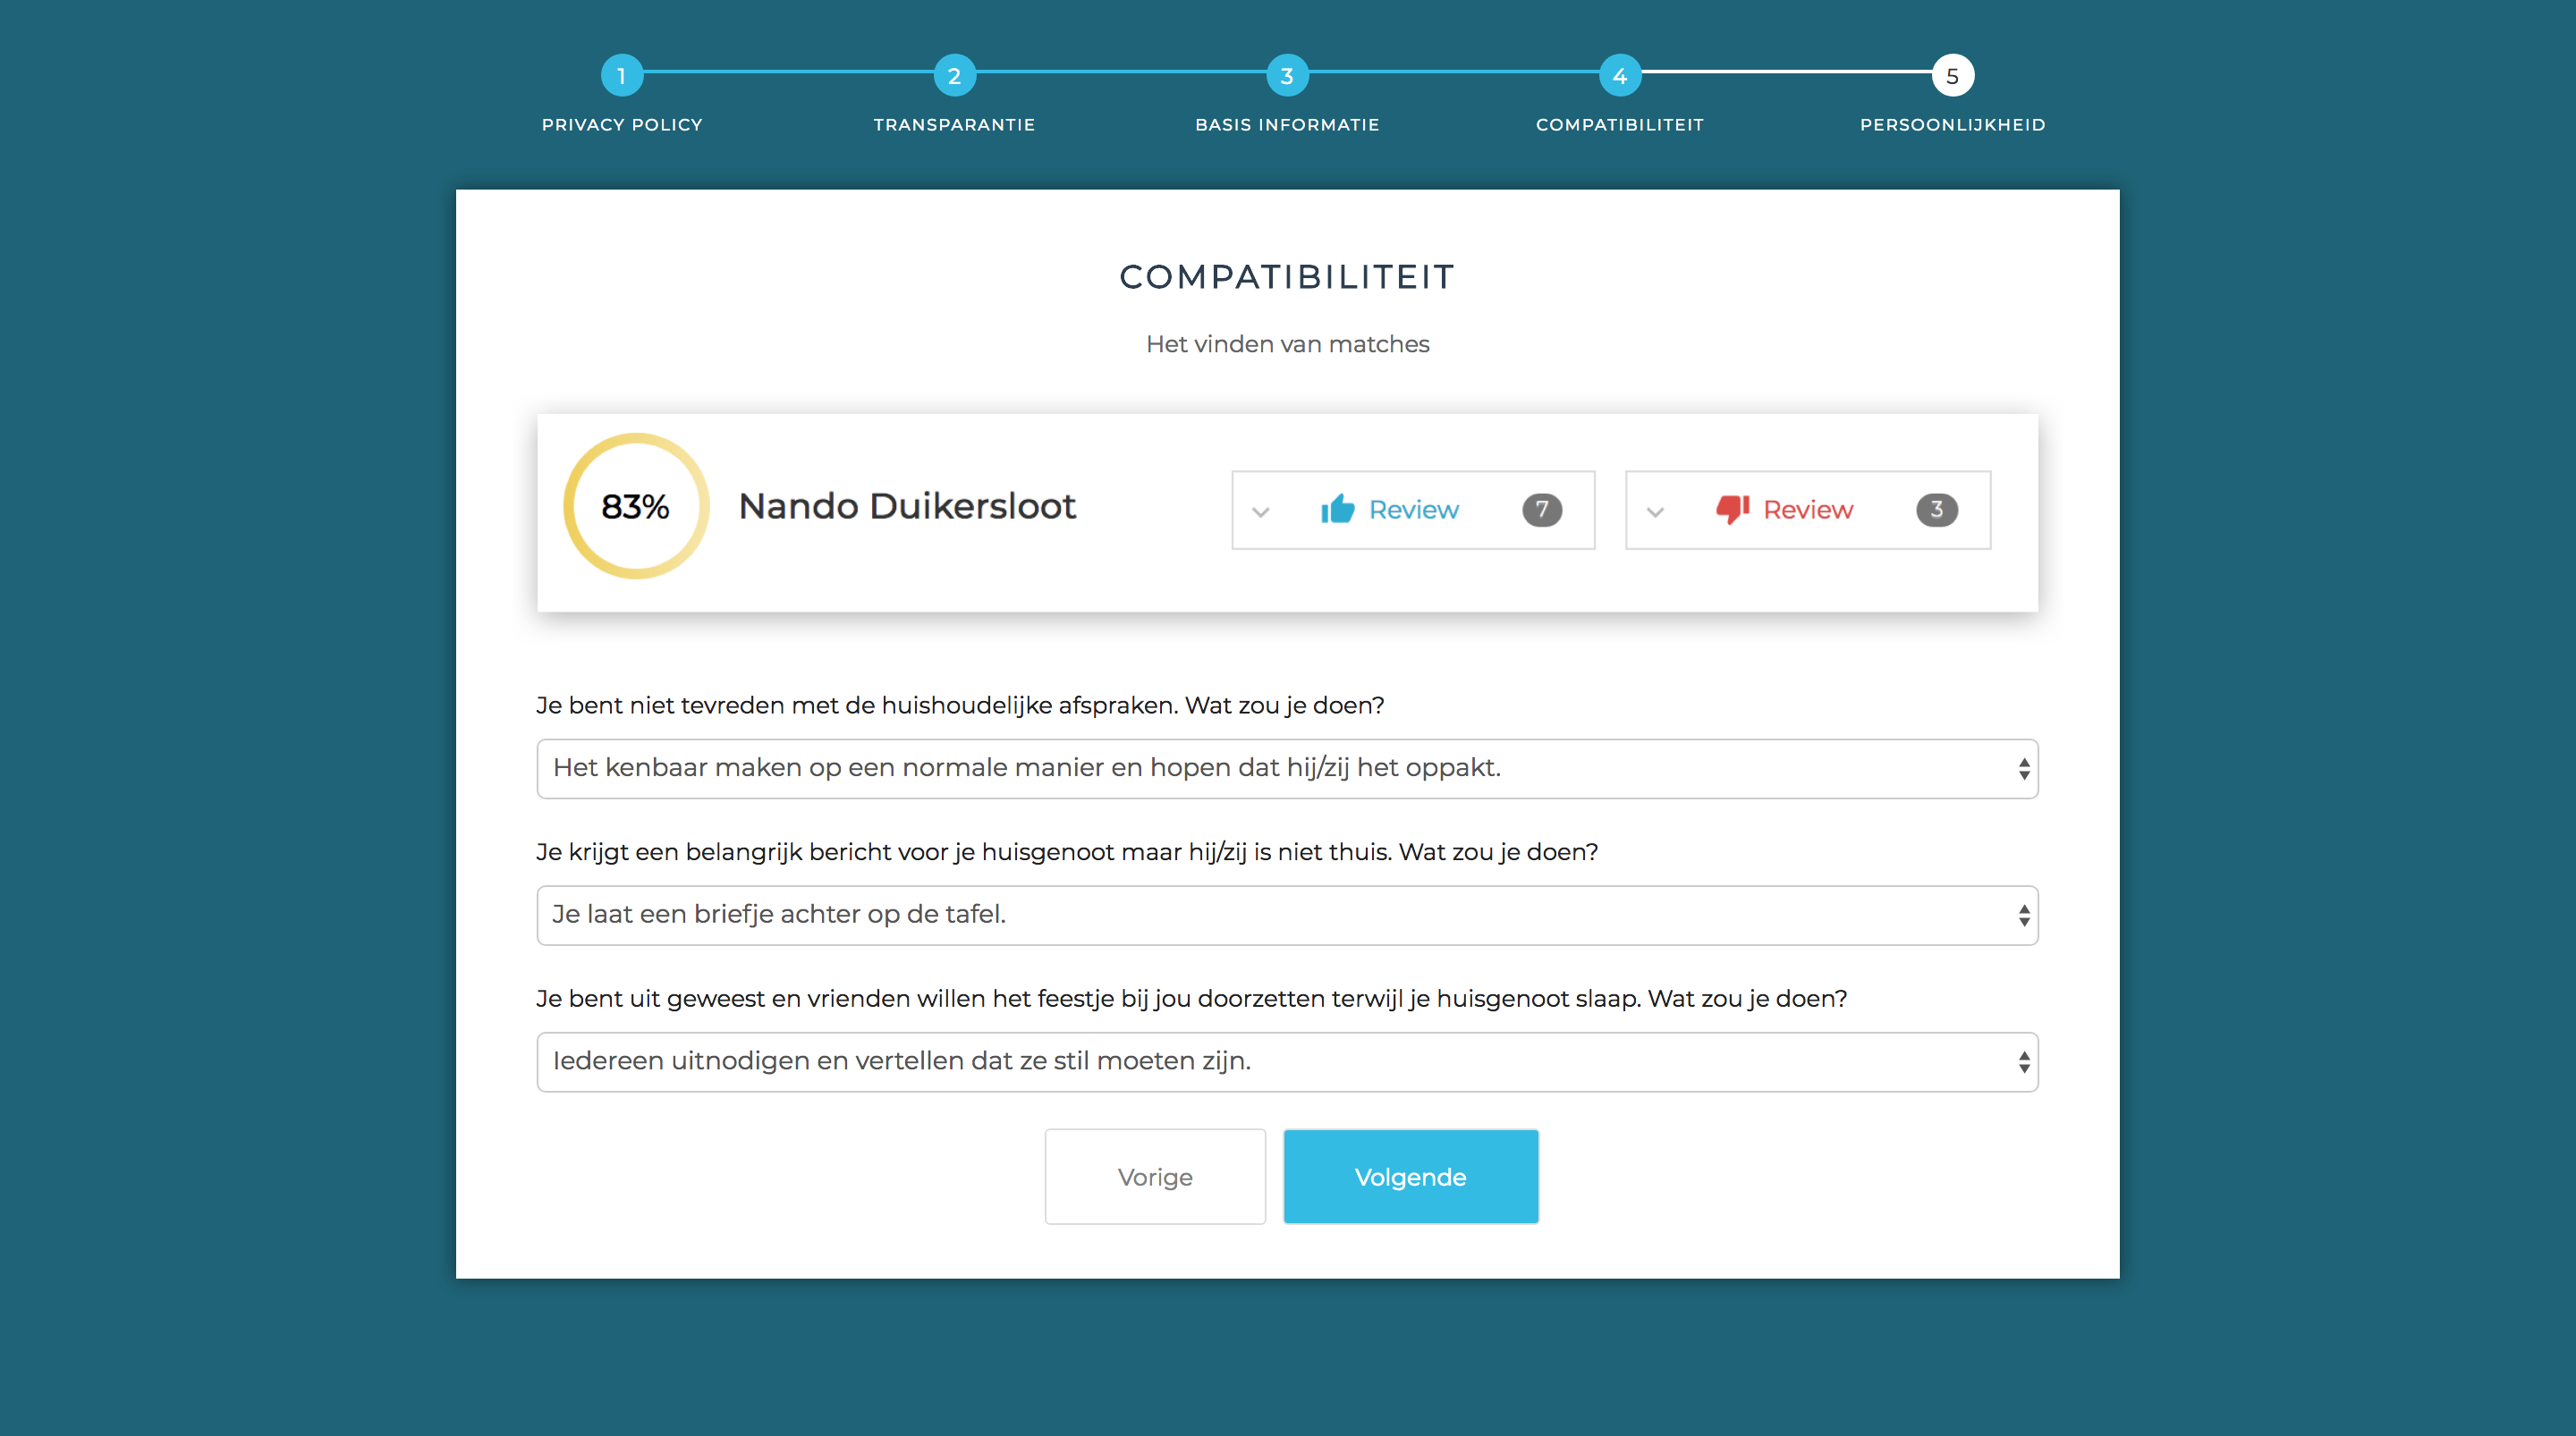 1 2 3 4 5
PRIVACY POLICY TRANSPARANTIE BASIS INFORMATIE COMPATIBILITEIT PERSOONLIJKHEID
COMPATIBILITEIT
Het vinden van matches
83% Nando Duikersloot Review 7 Review 3
Je bent niet tevreden met de huishoudelijke afspraken. Wat zou je doen?
Het kenbaar maken op een normale manier en hopen dat hij/zij het oppakt.
Je krijgt een belangrijk bericht voor je huisgenoot maar hij/zij is niet thuis. Wat zou je doen?
Je laat een briefje achter op de tafel.
Je bent uit geweest en vrienden willen het feestje bij jou doorzetten terwijl je huisgenoot slaap. Wat zou je doen?
Iedereen uitnodigen en vertellen dat ze stil moeten zijn.
Vorige Volgende